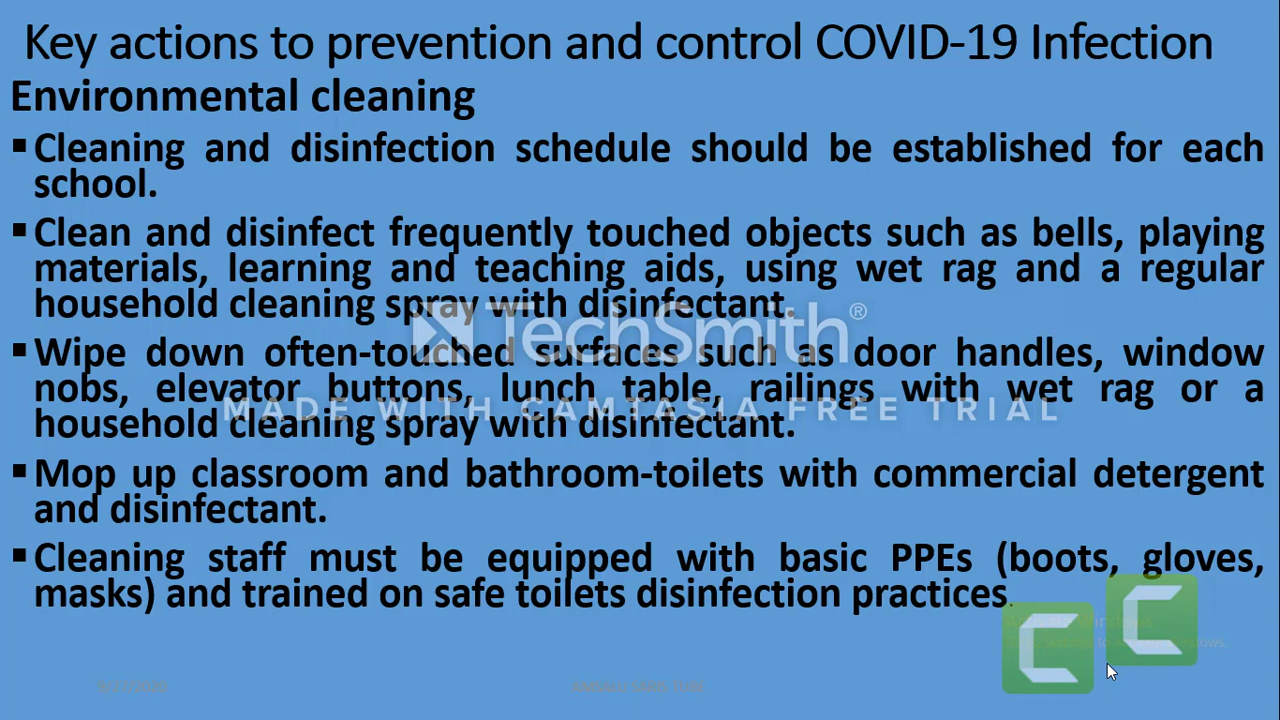 Key actions to prevention and control COVID-19 Infection
Environmental cleaning
▪Cleaning and disinfection schedule should be established for each
school.
▪Clean and disinfect frequently touched objects such as bells, playing
materials, learning and teaching aids, using wet rag and a regular
household cleaning spray with disinfectant.
TechSmith®
▪Wipe down often-touched surfaces such as door handles, window
nobs, elevator buttons, lunch table, railings with wet rag or a
MADE WITH CAMTASIA FREE TRIAL
household cleaning spray with disinfectant.
▪Mop up classroom and bathroom-toilets with commercial detergent
and disinfectant.
▪Cleaning staff must be equipped with basic PPEs (boots, gloves,
masks) and trained on safe toilets disinfection practices.